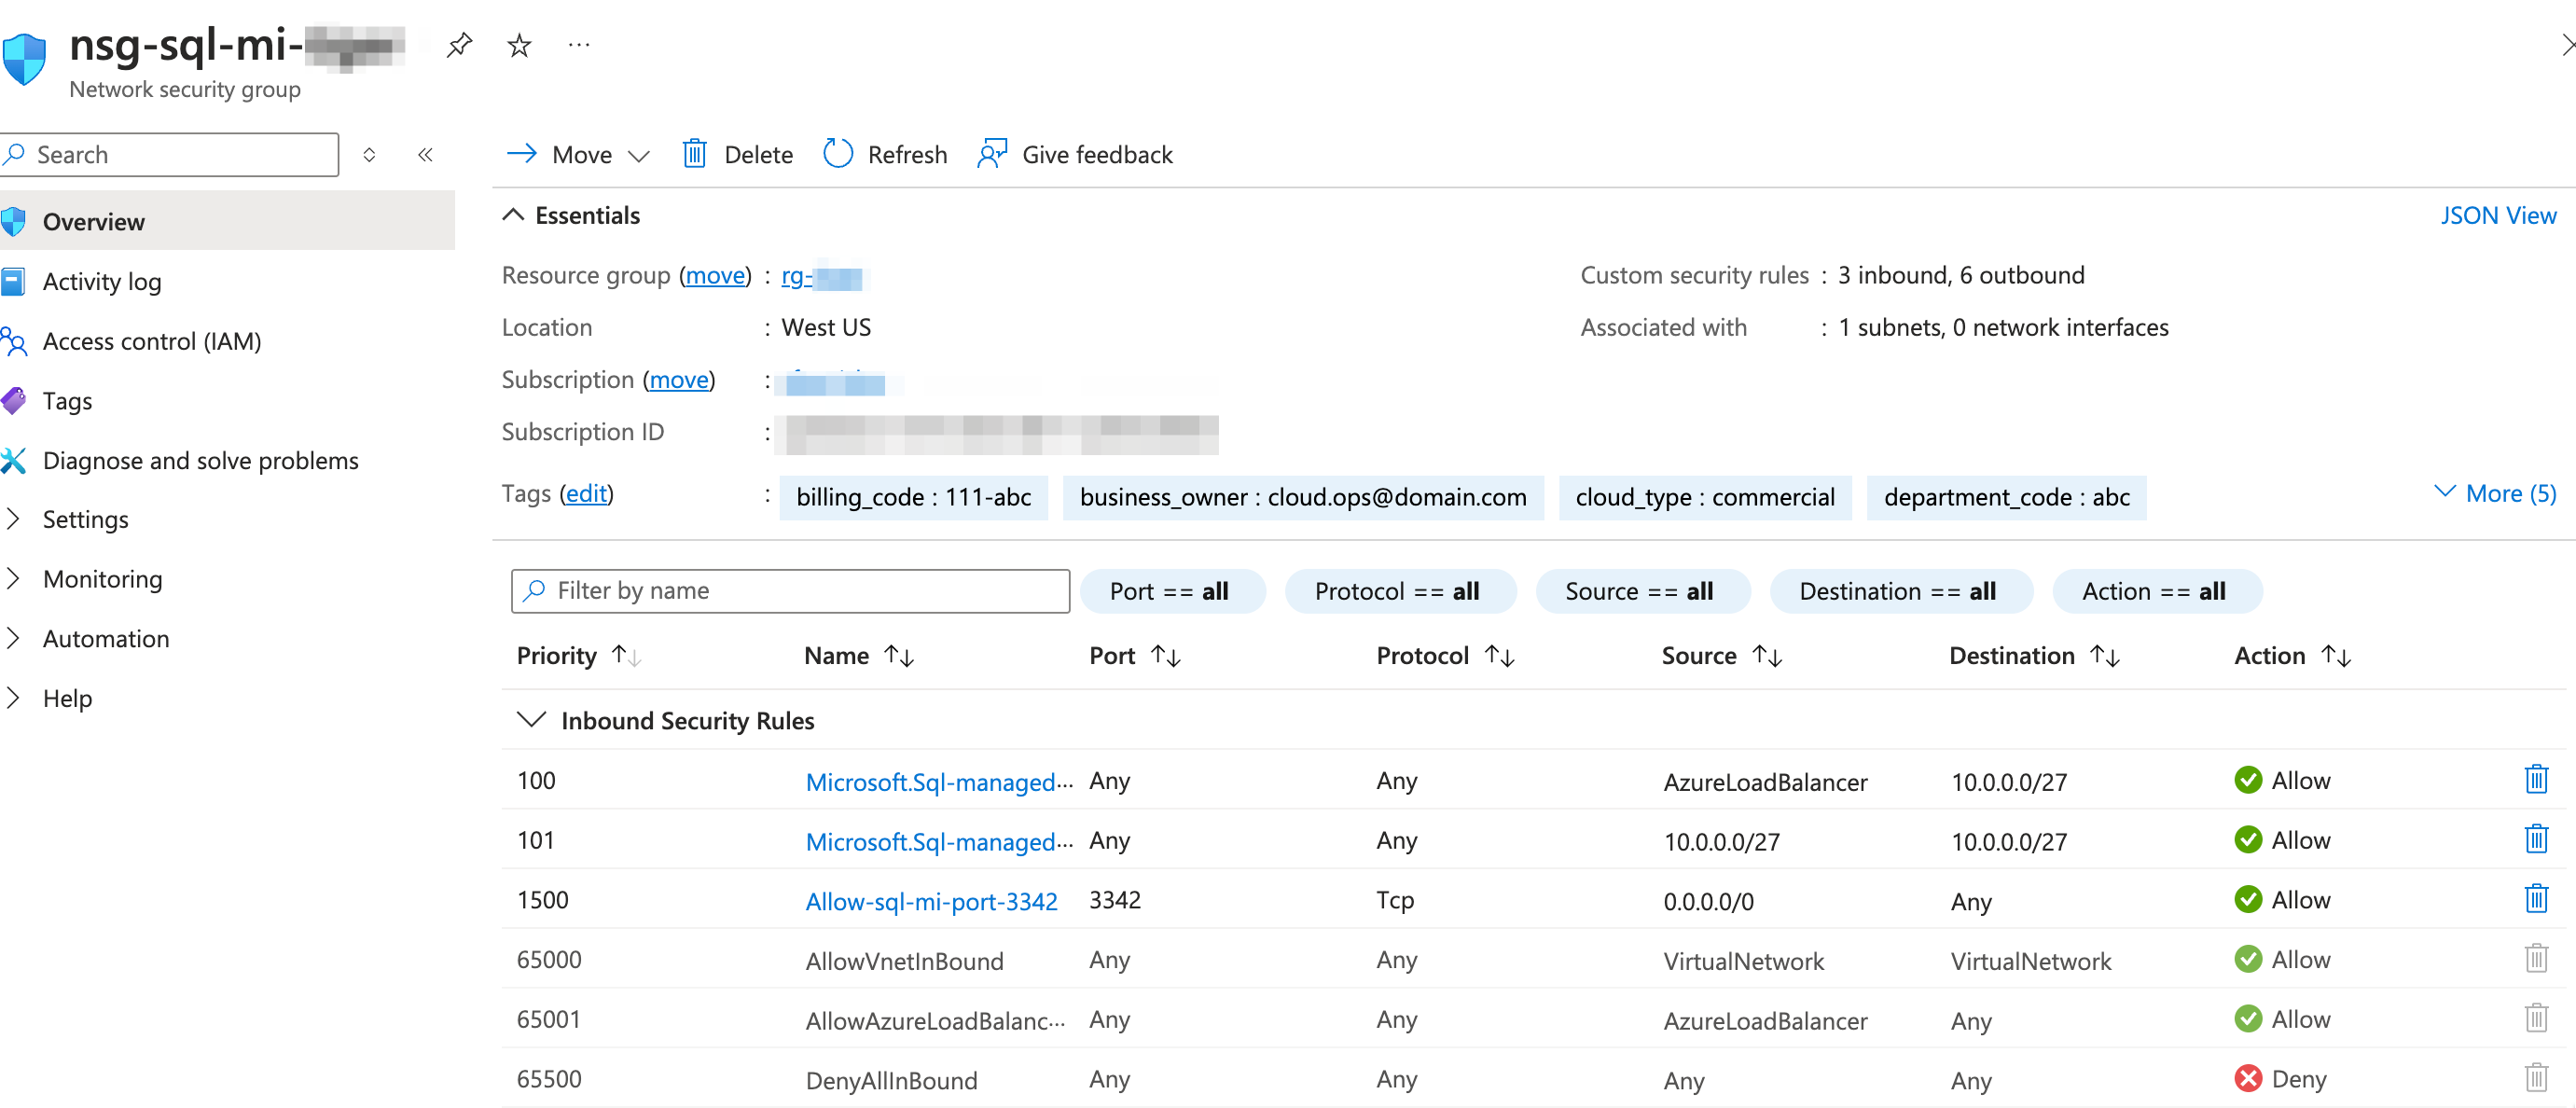 nsg-sql-mi-
Network security group
Search
Move Delete Refresh Give feedback
Overview
Activity log
Access control (IAM)
Tags
Diagnose and solve problems
Settings
Monitoring
Automation
Help
Essentials JSON View
Resource group (move) : rg-
Custom security rules : 3 inbound, 6 outbound
Location : West US
Associated with : 1 subnets, 0 network interfaces
Subscription (move) :
Subscription ID :
Tags (edit) : billing_code : 111-abc business_owner : cloud.ops@domain.com cloud_type : commercial department_code : abc More (5)
Filter by name Port == all Protocol == all Source == all Destination == all Action == all
Priority Name Port Protocol Source Destination Action
Inbound Security Rules
100 Microsoft.Sql-managed··· Any Any AzureLoadBalancer 10.0.0.0/27 Allow
101 Microsoft.Sql-managed··· Any Any 10.0.0.0/27 10.0.0.0/27 Allow
1500 Allow-sql-mi-port-3342 3342 Tcp 0.0.0.0/0 Any Allow
65000 AllowVnetInBound Any Any VirtualNetwork VirtualNetwork Allow
65001 AllowAzureLoadBalanc··· Any Any AzureLoadBalancer Any Allow
65500 DenyAllInBound Any Any Any Any Deny